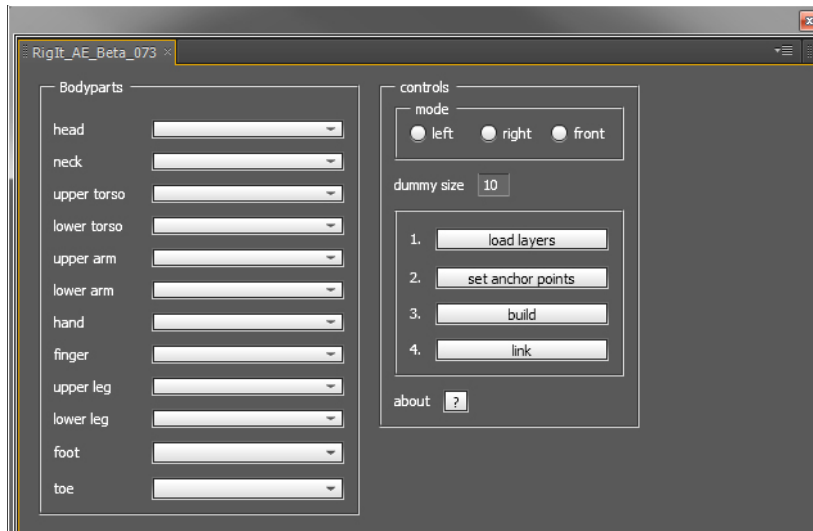 RigIt_AE_Beta_073
Bodyparts
head
neck
upper torso
lower torso
upper arm
lower arm
hand
finger
upper leg
lower leg
foot
toe
controls
mode
left right front
dummy size 10
1. load layers
2. set anchor points
3. build
4. link
about ?